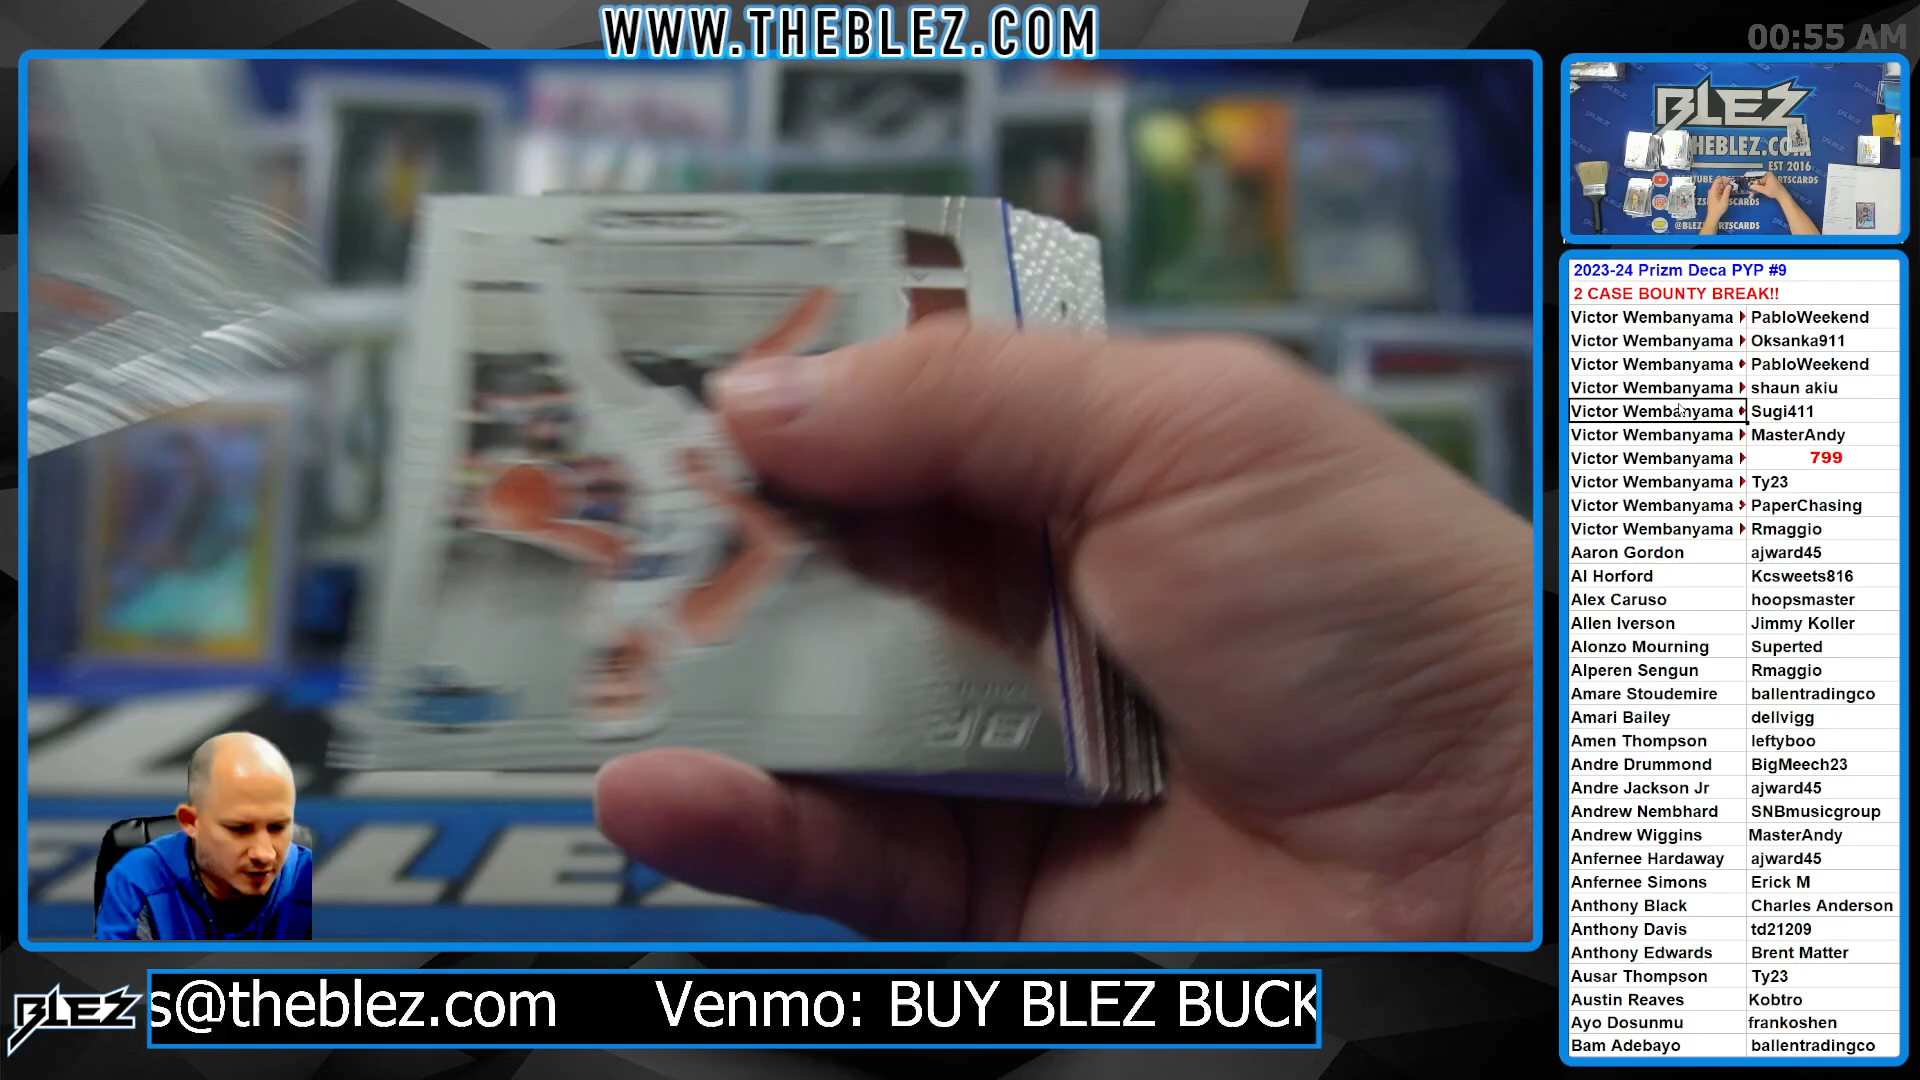 WWW.THEBLEZ.COM
00:55 AM
BLEZ
THEBLEZ.COM
EST 2016
2023-24 Prizm Deca PYP #9
2 CASE BOUNTY BREAK!!
Victor Wembanyama PabloWeekend
Victor Wembanyama Oksanka911
Victor Wembanyama PabloWeekend
Victor Wembanyama shaun akiu
Victor Wembanyama Sugi411
Victor Wembanyama MasterAndy
Victor Wembanyama 799
Victor Wembanyama Ty23
Victor Wembanyama PaperChasing
Victor Wembanyama Rmaggio
Aaron Gordon ajward45
Al Horford Kcsweets816
Alex Caruso hoopsmaster
Allen Iverson Jimmy Koller
Alonzo Mourning Superted
Alperen Sengun Rmaggio
Amare Stoudemire ballentradingco
Amari Bailey dellvigg
Amen Thompson leftyboo
Andre Drummond BigMeech23
Andre Jackson Jr ajward45
Andrew Nembhard SNBmusicgroup
Andrew Wiggins MasterAndy
Anfernee Hardaway ajward45
Anfernee Simons Erick M
Anthony Black Charles Anderson
Anthony Davis td21209
Anthony Edwards Brent Matter
Ausar Thompson Ty23
Austin Reaves Kobtro
Ayo Dosunmu frankoshen
Bam Adebayo ballentradingco
BLEZ
s@theblez.com Venmo: BUY BLEZ BUCK